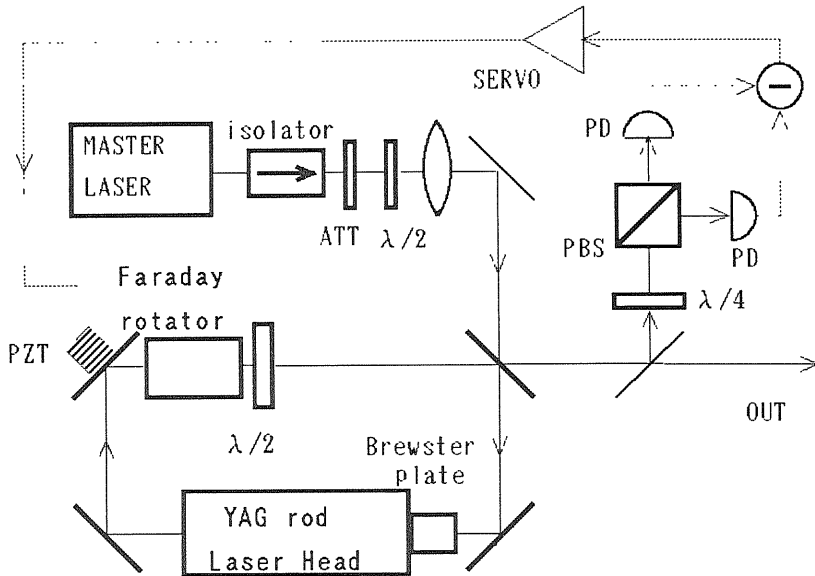 SERVO
PD
isolator
MASTER
LASER
ATT
λ/2
PBS
PD
λ/4
Faraday
rotator
PZT
λ/2
OUT
Brewster
plate
YAG rod
Laser Head